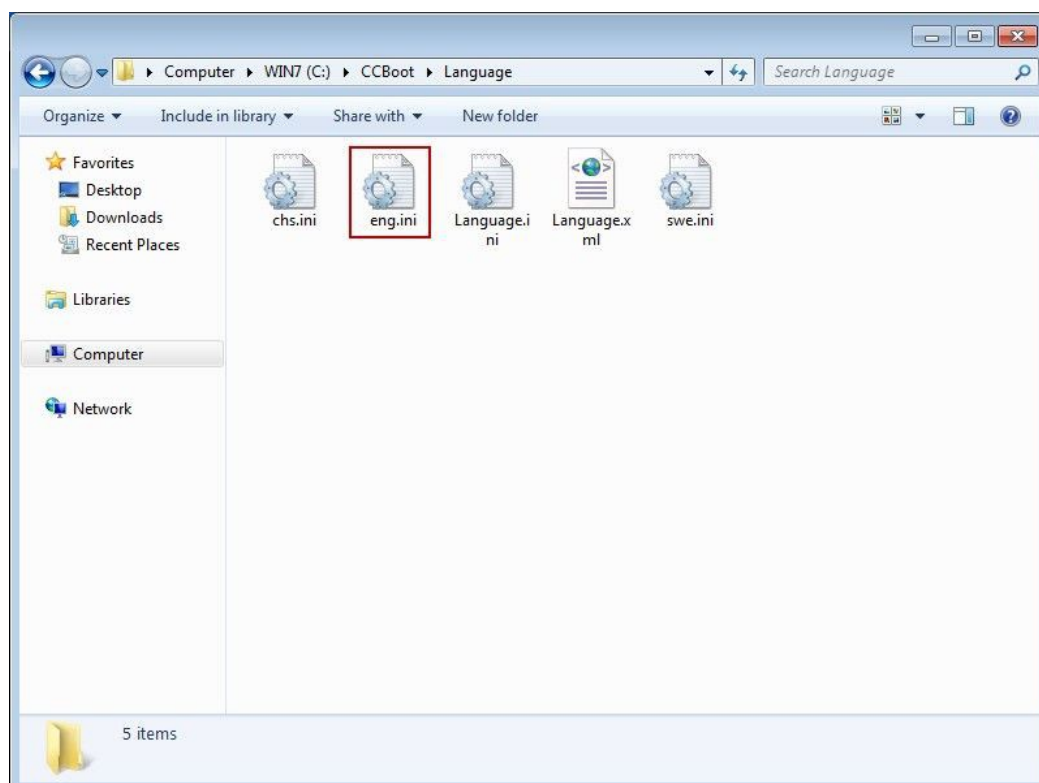 Computer WIN7 (C:) CCBoot Language
Search Language
Organize Include in library Share with New folder
Favorites
Desktop
Downloads
Recent Places
Libraries
Computer
Network
chs.ini
eng.ini
Language.i
ni
Language.x
ml
swe.ini
5 items